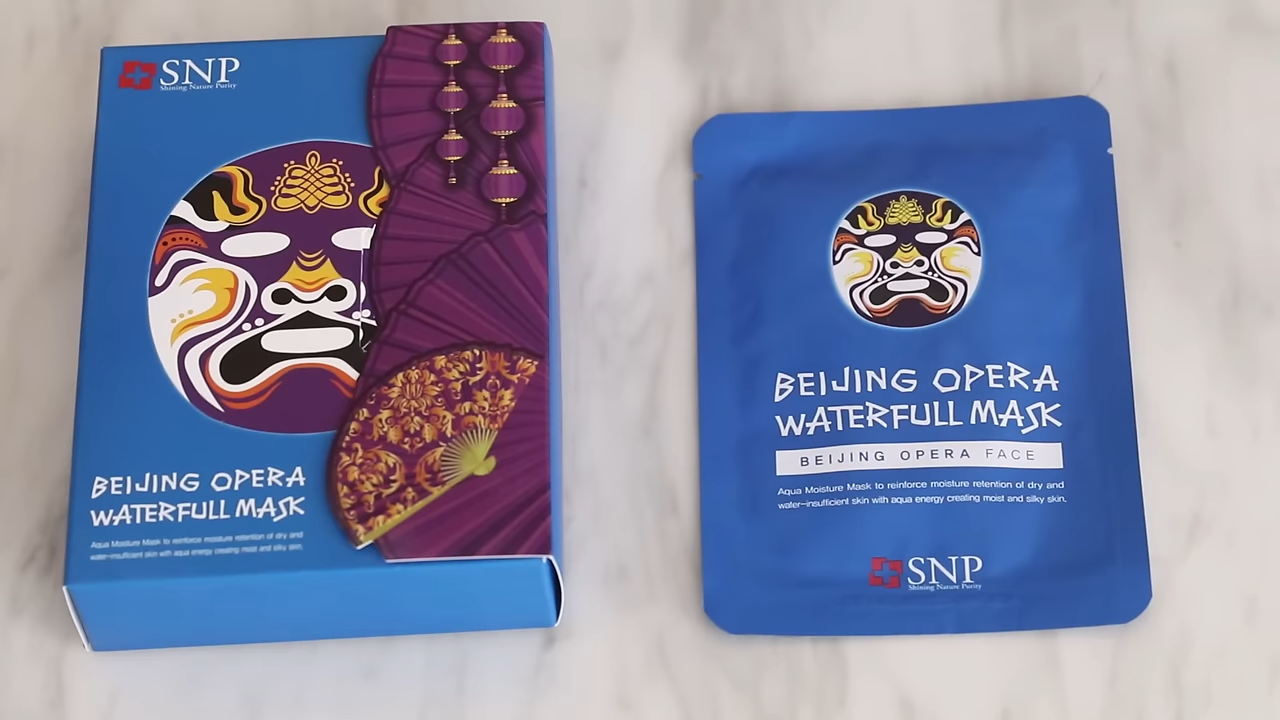 SNP
Shining Nature Purity
BEIJING OPERA
WATERFULL MASK
Aqua Moisture Mask to reinforce moisture retention of dry and
water-insufficient skin with aqua energy creating moist and silky skin.
BEIJING OPERA
WATERFULL MASK
BEIJING OPERA FACE
Aqua Moisture Mask to reinforce moisture retention of dry and
water-insufficient skin with aqua energy creating moist and silky skin.
SNP
Shining Nature Purity